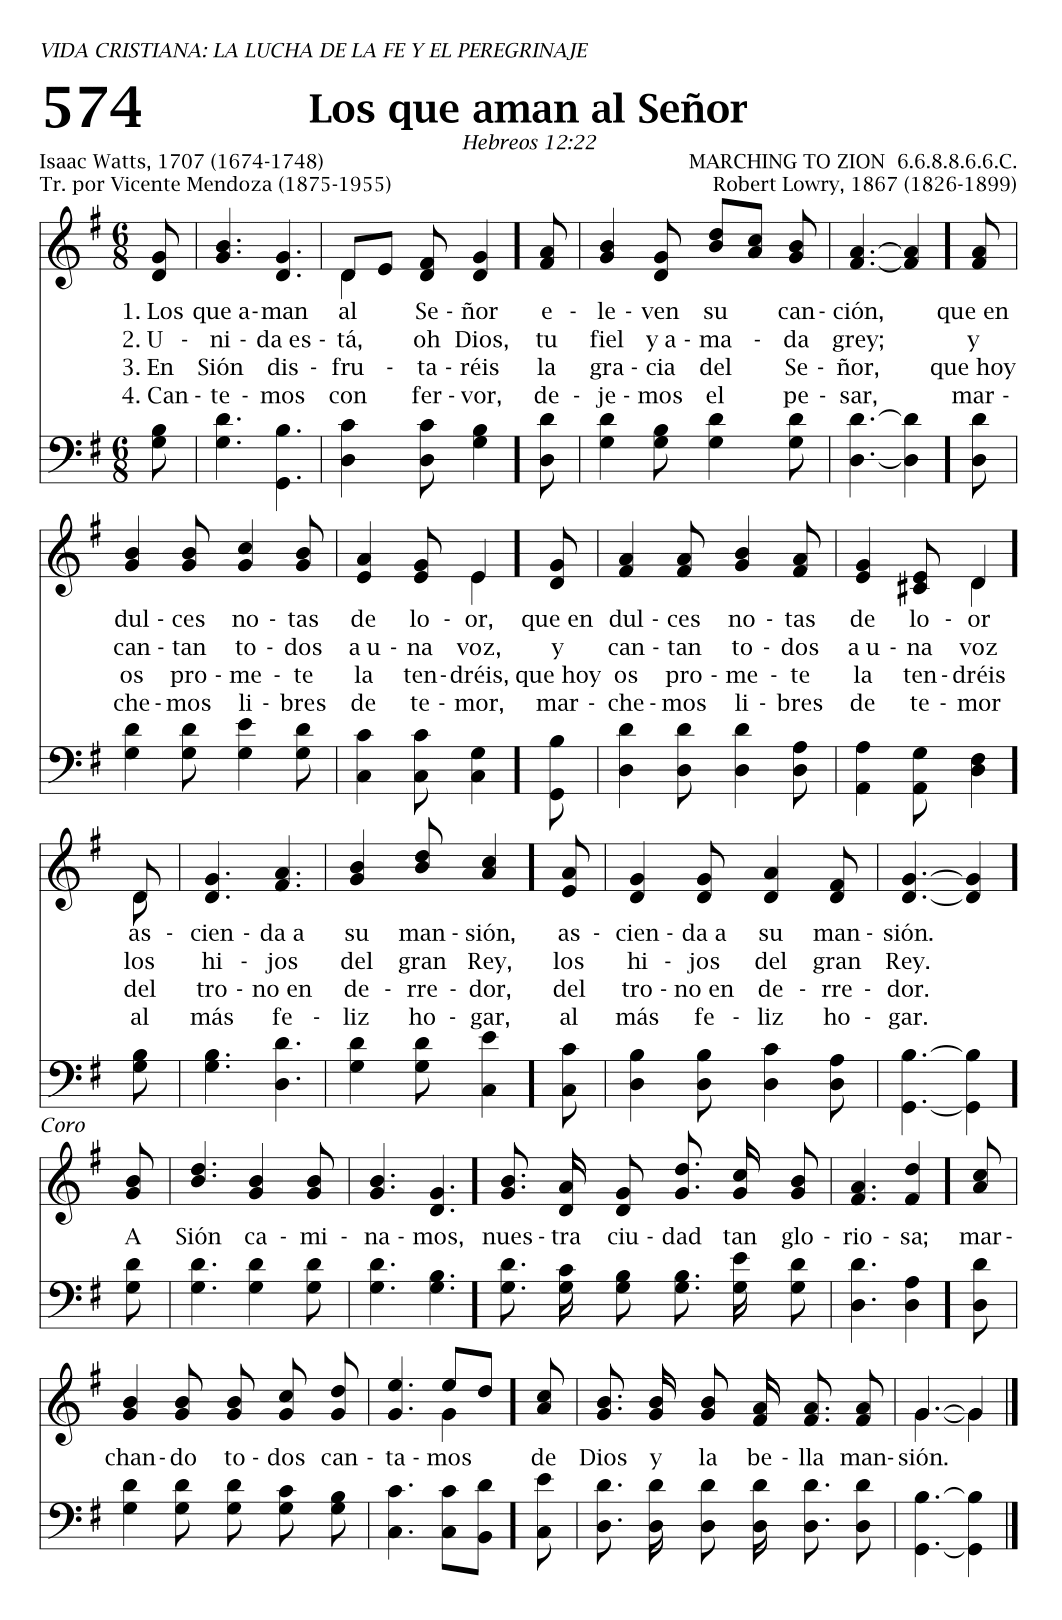 VIDA CRISTIANA: LA LUCHA DE LA FE Y EL PEREGRINAJE
574
Los que aman al Señor
Hebreos 12:22
Isaac Watts, 1707 (1674-1748)
MARCHING TO ZION 6.6.8.8.6.6.C.
Tr. por Vicente Mendoza (1875-1955)
Robert Lowry, 1867 (1826-1899)
6 8
1. Los que a - man al Se - ñor e - le - ven su can - ción, que en
2. U - ni - da es - tá, oh Dios, tu fiel y a - ma - da grey; y
3. En Sión dis - fru - ta - réis la gra - cia del Se - ñor, que hoy
4. Can - te - mos con fer - vor, de - je - mos el pe - sar, mar -
6 8
dul - ces no - tas de lo - or, que en dul - ces no - tas de lo - or
can - tan to - dos a u - na voz, y can - tan to - dos a u - na voz
os pro - me - te la ten - dréis, que hoy os pro - me - te la ten - dréis
che - mos li - bres de te - mor, mar - che - mos li - bres de te - mor
as - cien - da a su man - sión, as - cien - da a su man - sión.
los hi - jos del gran Rey, los hi - jos del gran Rey.
del tro - no en de - rre - dor, del tro - no en de - rre - dor.
al más fe - liz ho - gar, al más fe - liz ho - gar.
Coro
A Sión ca - mi - na - mos, nues - tra ciu - dad tan glo - rio - sa; mar -
chan - do to - dos can - ta - mos de Dios y la be - lla man - sión.